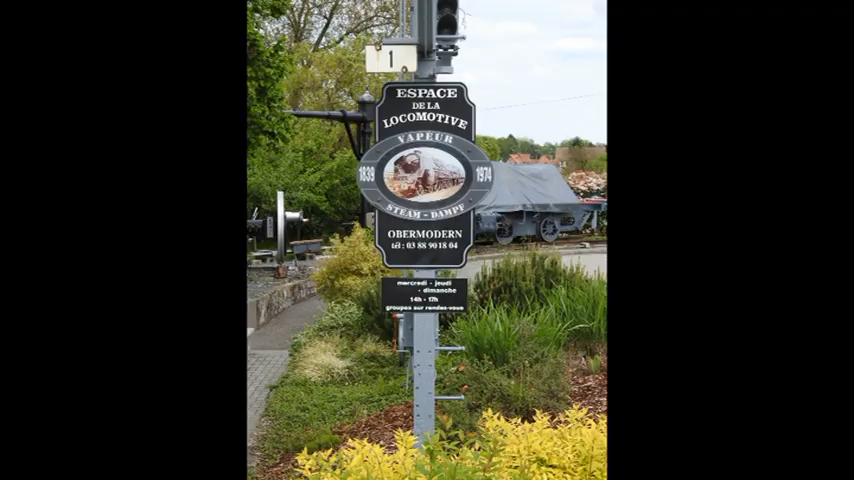 1
ESPACE
DE LA
LOCOMOTIVE
VAPEUR
1839 1974
STEAM - DAMPF
OBERMODERN
tél : 03 88 90 18 04
mercredi - jeudi
- dimanche
14h - 17h
groupes sur rendez-vous